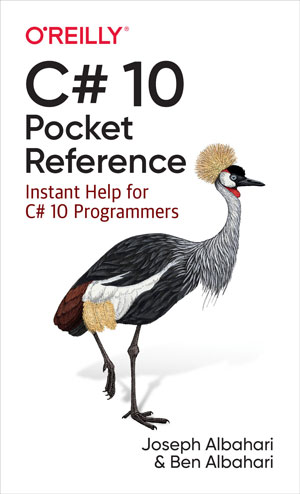 O'REILLY®
C# 10
Pocket
Reference
Instant Help for
C# 10 Programmers
Joseph Albahari
& Ben Albahari